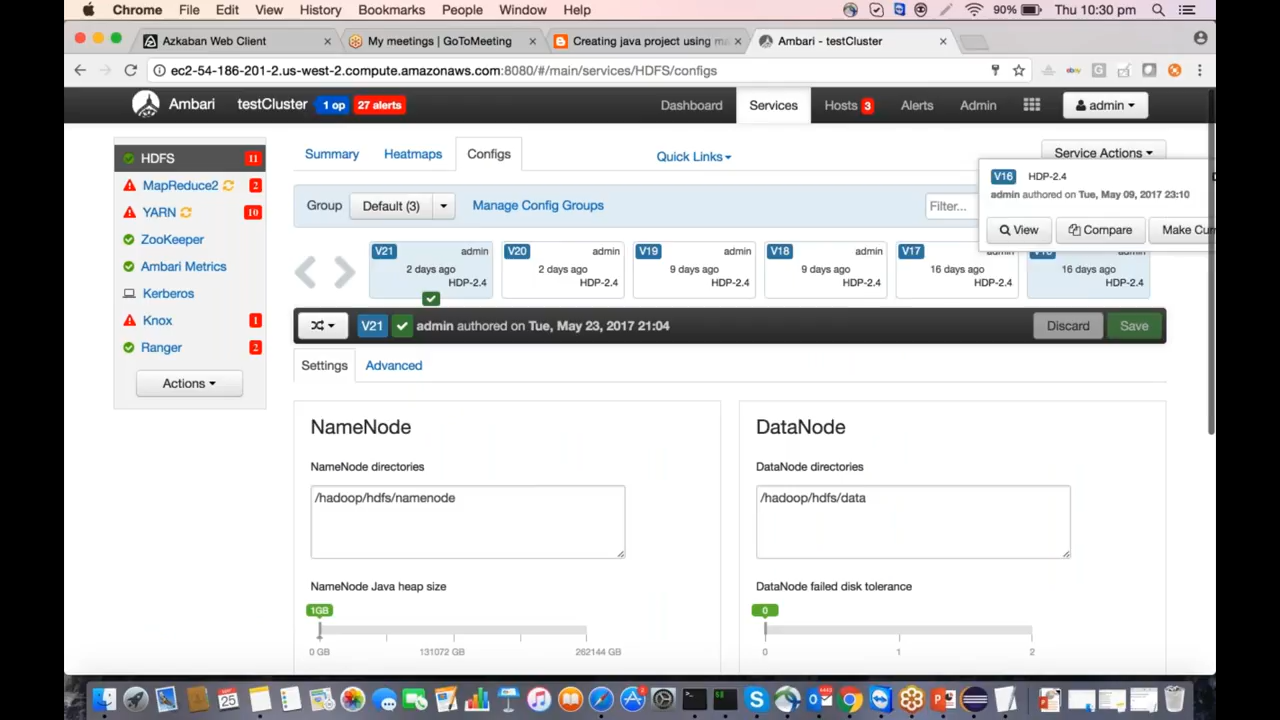 Chrome File Edit View History Bookmarks People Window Help 90% Thu 10:30 pm
Azkaban Web Client × My meetings | GoToMeeting × Creating java project using ma × Ambari - testCluster ×
ec2-54-186-201-2.us-west-2.compute.amazonaws.com:8080/#/main/services/HDFS/configs
Ambari testCluster 1 op 27 alerts Dashboard Services Hosts 3 Alerts Admin admin
HDFS 11
MapReduce2 2
YARN 10
ZooKeeper
Ambari Metrics
Kerberos
Knox 1
Ranger 2
Actions
Summary Heatmaps Configs Quick Links Service Actions
V16 HDP-2.4
admin authored on Tue, May 09, 2017 23:10
View Compare Make Curr
Group Default (3) Manage Config Groups Filter...
V21 admin
2 days ago
HDP-2.4
V20 admin
2 days ago
HDP-2.4
V19 admin
9 days ago
HDP-2.4
V18 admin
9 days ago
HDP-2.4
V17 admin
16 days ago
HDP-2.4
V16 admin
16 days ago
HDP-2.4
V21 admin authored on Tue, May 23, 2017 21:04 Discard Save
Settings Advanced
NameNode
NameNode directories
/hadoop/hdfs/namenode
NameNode Java heap size
1GB
0 GB 131072 GB 262144 GB
DataNode
DataNode directories
/hadoop/hdfs/data
DataNode failed disk tolerance
0
0 1 2